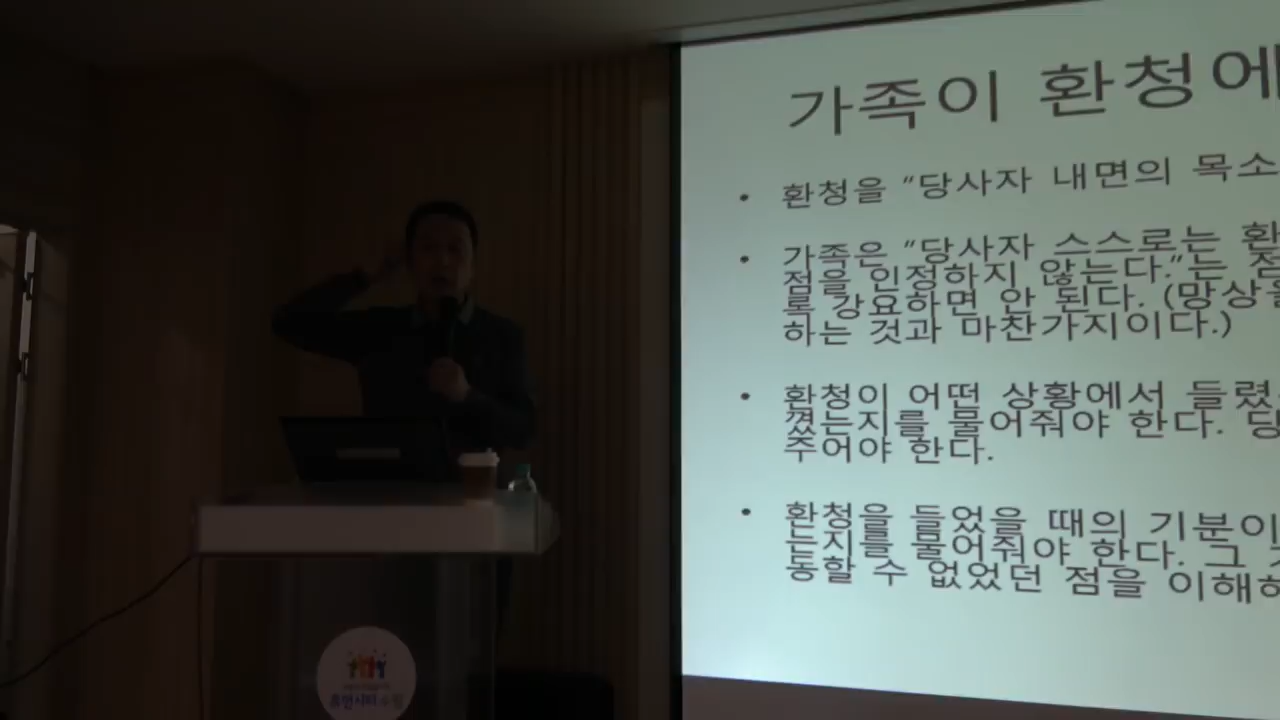 가족이 환청에
• 환청을 "당사자 내면의 목소
• 가족은 "당사자 스스로는 환
점을 인정하지 않는다."는 점
록 강요하면 안 된다. (망상을
하는 것과 마찬가지이다.)
• 환청이 어떤 상황에서 들렸
꼈는지를 물어줘야 한다. 당
주어야 한다.
• 환청을 들었을 때의 기분이
는지를 물어줘야 한다. 그
통할 수 없었던 점을 이해하